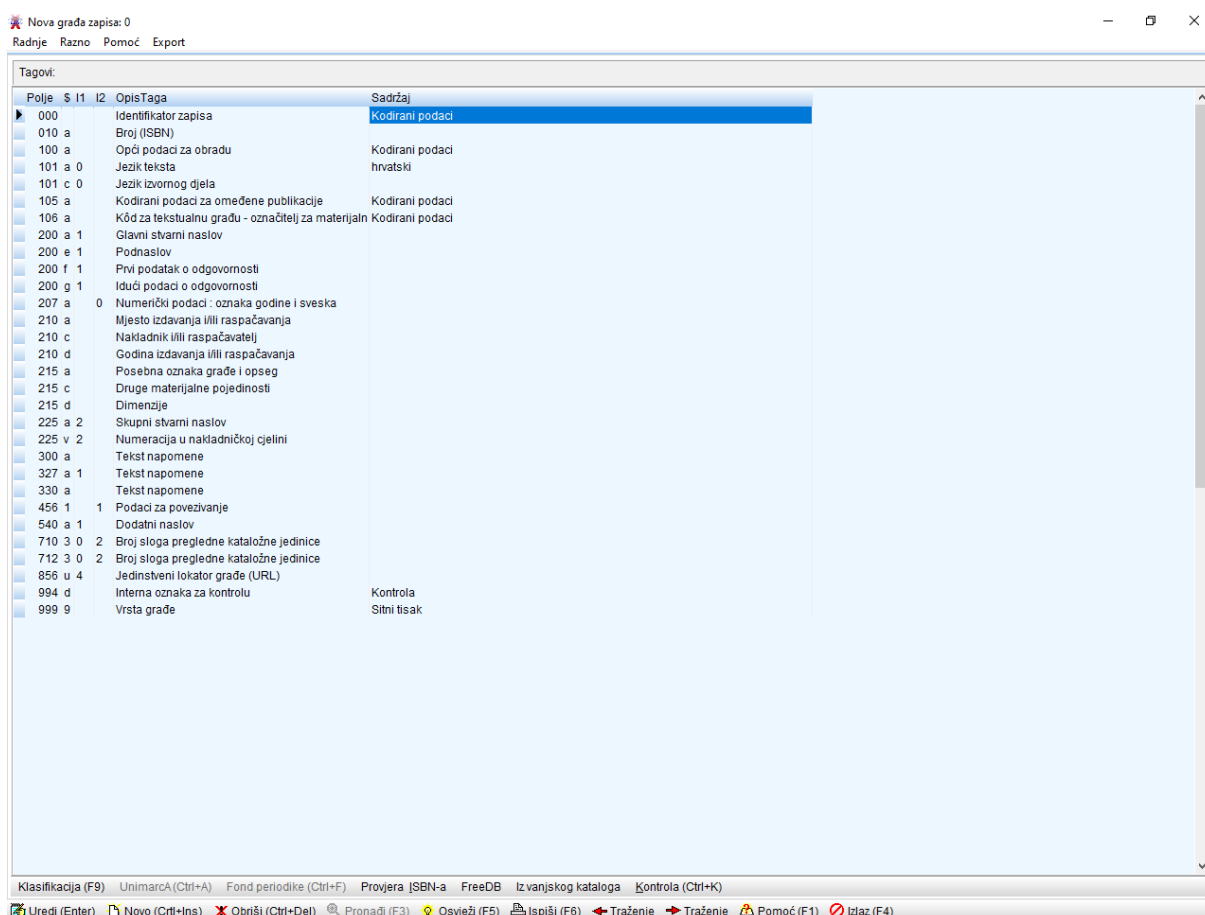 Nova građa zapisa: 0
Radnje Razno Pomoć Export
Tagovi:
Polje $ I1 I2 OpisTaga Sadržaj
000 Identifikator zapisa Kodirani podaci
010 a Broj (ISBN)
100 a Opći podaci za obradu Kodirani podaci
101 a 0 Jezik teksta hrvatski
101 c 0 Jezik izvornog djela
105 a Kodirani podaci za omeđene publikacije Kodirani podaci
106 a Kôd za tekstualnu građu - označitelj za materijaln Kodirani podaci
200 a 1 Glavni stvarni naslov
200 e 1 Podnaslov
200 f 1 Prvi podatak o odgovornosti
200 g 1 Idući podaci o odgovornosti
207 a 0 Numerički podaci : oznaka godine i sveska
210 a Mjesto izdavanja i/ili raspačavanja
210 c Nakladnik i/ili raspačavatelj
210 d Godina izdavanja i/ili raspačavanja
215 a Posebna oznaka građe i opseg
215 c Druge materijalne pojedinosti
215 d Dimenzije
225 a 2 Skupni stvarni naslov
225 v 2 Numeracija u nakladničkoj cjelini
300 a Tekst napomene
327 a 1 Tekst napomene
330 a Tekst napomene
456 1 1 Podaci za povezivanje
540 a 1 Dodatni naslov
710 3 0 2 Broj sloga pregledne kataložne jedinice
712 3 0 2 Broj sloga pregledne kataložne jedinice
856 u 4 Jedinstveni lokator građe (URL)
994 d Interna oznaka za kontrolu Kontrola
999 9 Vrsta građe Sitni tisak
Klasifikacija (F9) UnimarcA (Ctrl+A) Fond periodike (Ctrl+F) Provjera ISBN-a FreeDB Iz vanjskog kataloga Kontrola (Ctrl+K)
Uredi (Enter) Novo (Crtl+Ins) Obriši (Ctrl+Del) Pronađi (F3) Osvježi (F5) Ispiši (F6) Traženje Traženje Pomoć (F1) Izlaz (F4)